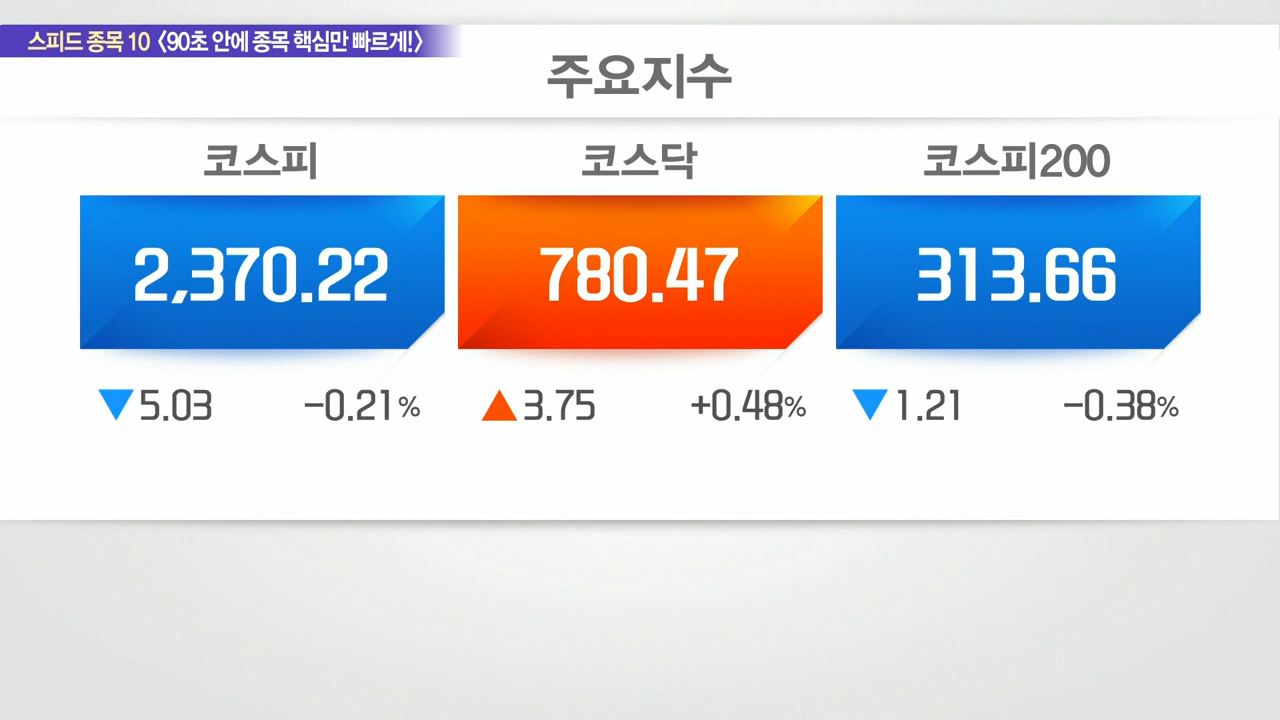 스피드 종목 10 <90초 안에 종목 핵심만 빠르게!>
주요지수
코스피 코스닥 코스피200
2,370.22 780.47 313.66
▼5.03 -0.21% ▲3.75 +0.48% ▼1.21 -0.38%